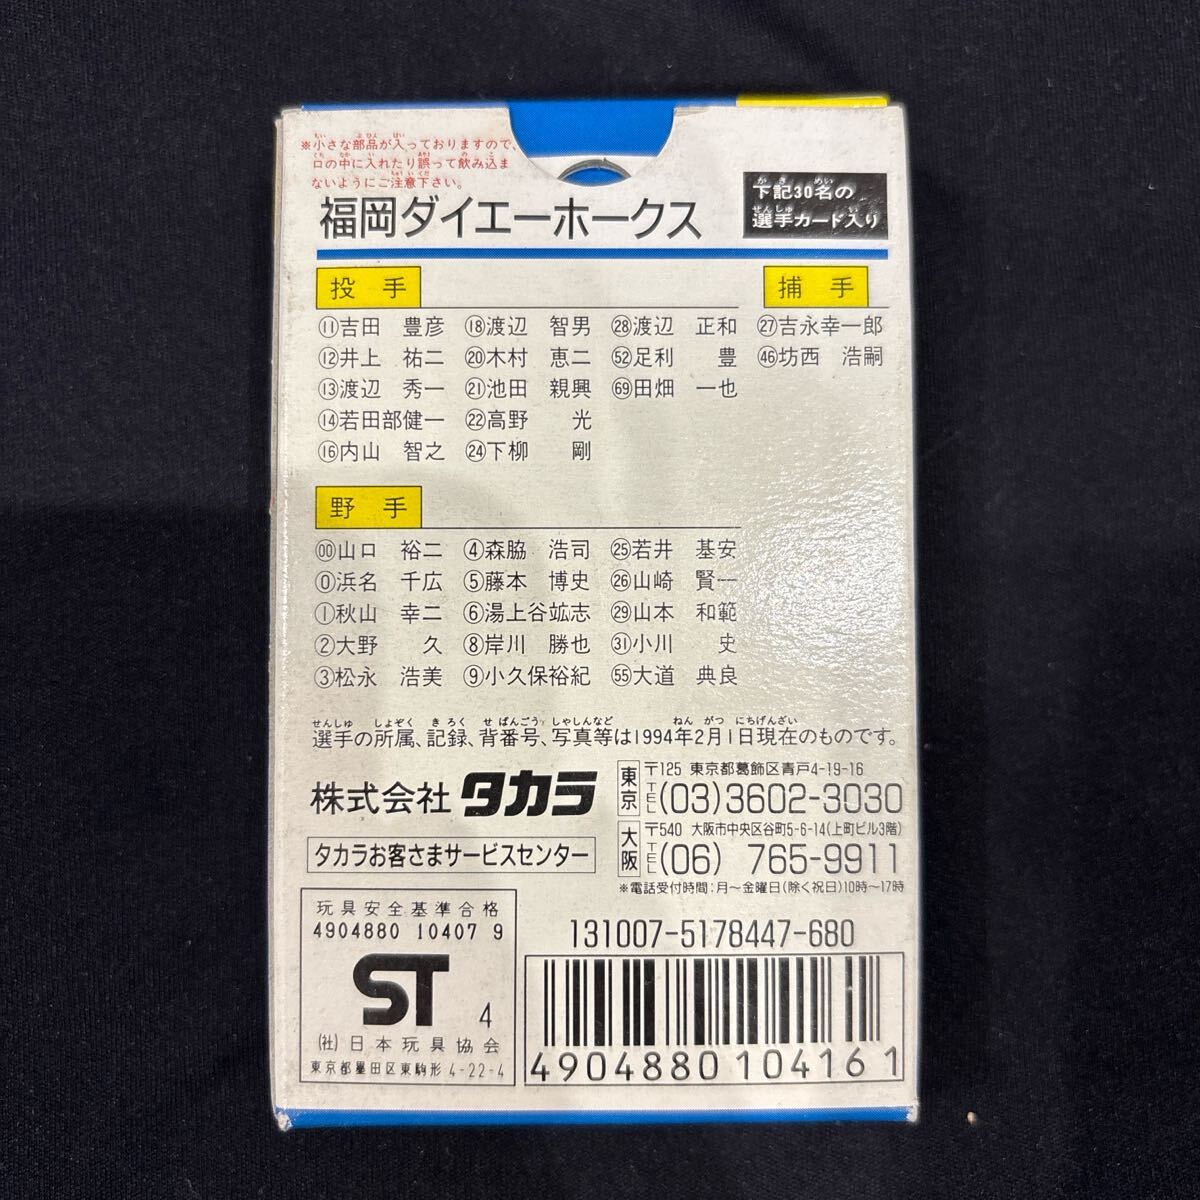 ※小さな部品が入っておりますので、
口の中に入れたり誤って飲み込ま
ないようにご注意下さい。
下記30名の
選手カード入り
福岡ダイエーホークス
投手
⑪吉田 豊彦 ⑱渡辺 智男 ㉘渡辺 正和
⑫井上 祐二 ⑳木村 恵二 52足利 豊
⑬渡辺 秀一 ㉑池田 親興 69田畑 一也
⑭若田部健一 ㉒高野 光
⑯内山 智之 ㉔下柳 剛
捕手
㉗吉永幸一郎
㊻坊西 浩嗣
野手
00山口 裕二 ④森脇 浩司 ㉕若井 基安
⓪浜名 千広 ⑤藤本 博史 ㉖山崎 賢一
①秋山 幸二 ⑥湯上谷竑志 ㉙山本 和範
②大野 久 ⑧岸川 勝也 ㉛小川 史
③松永 浩美 ⑨小久保裕紀 55大道 典良
選手の所属、記録、背番号、写真等は1994年2月1日現在のものです。
株式会社 タカラ
タカラお客さまサービスセンター
東京 〒125 東京都葛飾区青戸4-19-16
TEL(03)3602-3030
大阪 〒540 大阪市中央区谷町5-6-14(上町ビル3階)
TEL(06) 765-9911
※電話受付時間:月〜金曜日(除く祝日)10時〜17時
玩具安全基準合格
4904880 10407 9
ST 4
(社)日本玩具協会
東京都墨田区東駒形4-22-4
131007-5178447-680
4904880104161